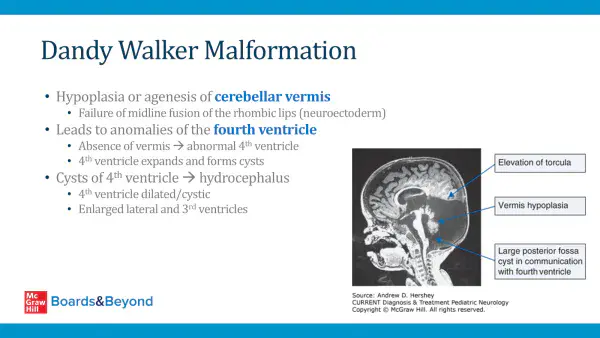 Dandy Walker Malformation
• Hypoplasia or agenesis of cerebellar vermis
• Failure of midline fusion of the rhombic lips (neuroectoderm)
• Leads to anomalies of the fourth ventricle
• Absence of vermis → abnormal 4th ventricle
• 4th ventricle expands and forms cysts
• Cysts of 4th ventricle → hydrocephalus
• 4th ventricle dilated/cystic
• Enlarged lateral and 3rd ventricles
Elevation of torcula
Vermis hypoplasia
Large posterior fossa
cyst in communication
with fourth ventricle
Source: Andrew D. Hershey
CURRENT Diagnosis & Treatment Pediatric Neurology
Copyright © McGraw Hill. All rights reserved.
Mc
Graw
Hill
Boards&Beyond